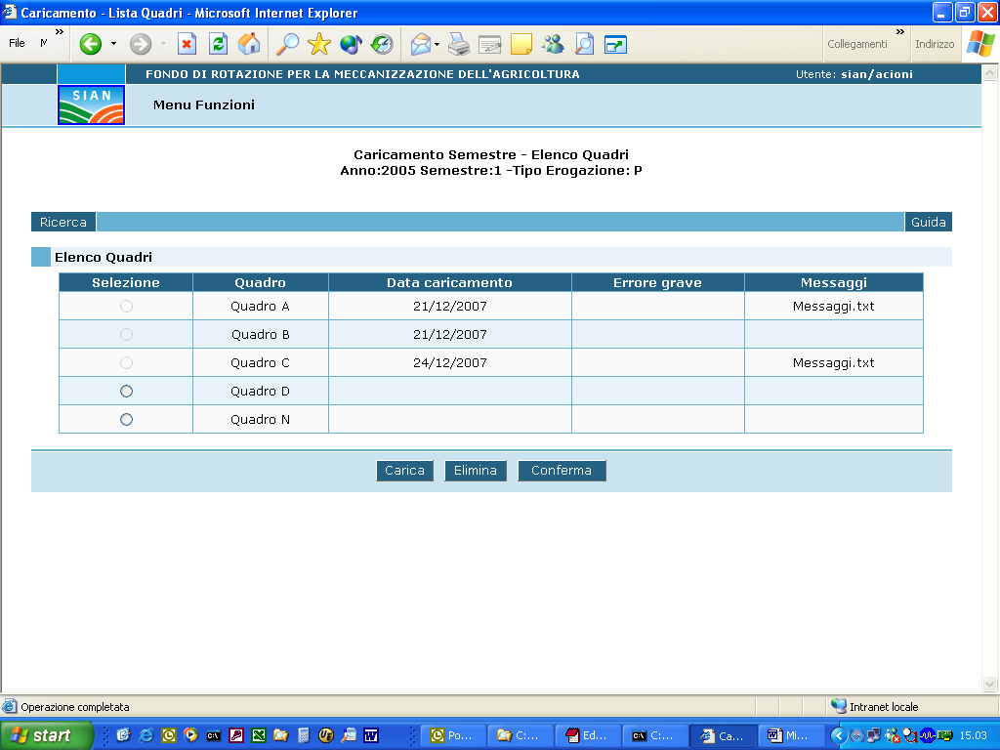 Caricamento - Lista Quadri - Microsoft Internet Explorer
File M » Collegamenti » Indirizzo
FONDO DI ROTAZIONE PER LA MECCANIZZAZIONE DELL'AGRICOLTURA Utente: sian/acioni
SIAN
Menu Funzioni
Caricamento Semestre - Elenco Quadri
Anno:2005 Semestre:1 -Tipo Erogazione: P
Ricerca Guida
Elenco Quadri
Selezione Quadro Data caricamento Errore grave Messaggi
Quadro A 21/12/2007 Messaggi.txt
Quadro B 21/12/2007
Quadro C 24/12/2007 Messaggi.txt
Quadro D
Quadro N
Carica Elimina Conferma
Operazione completata Intranet locale
start Po... C:... Ed... C:... Ca... Mi... 15.03